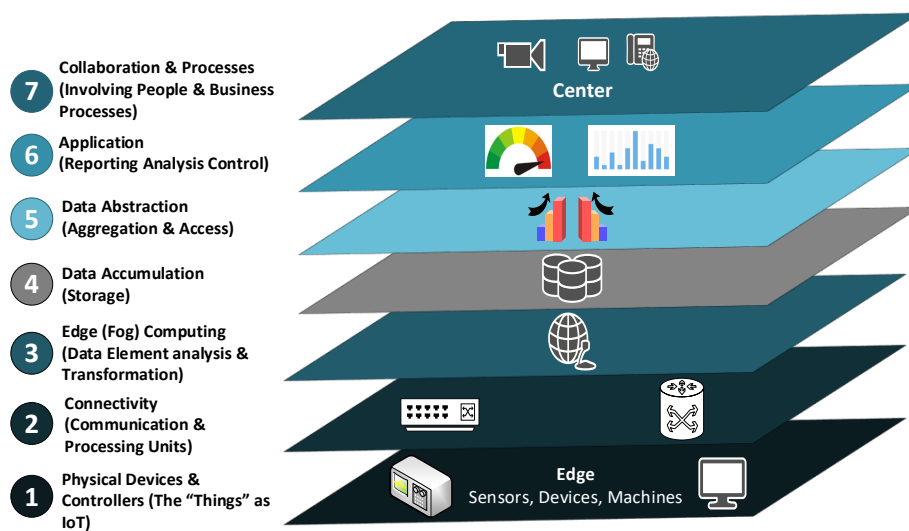 7
Collaboration & Processes
(Involving People & Business
Processes)
Center
6
Application
(Reporting Analysis Control)
5
Data Abstraction
(Aggregation & Access)
4
Data Accumulation
(Storage)
3
Edge (Fog) Computing
(Data Element analysis &
Transformation)
2
Connectivity
(Communication &
Processing Units)
1
Physical Devices &
Controllers (The “Things” as
IoT)
Edge
Sensors, Devices, Machines